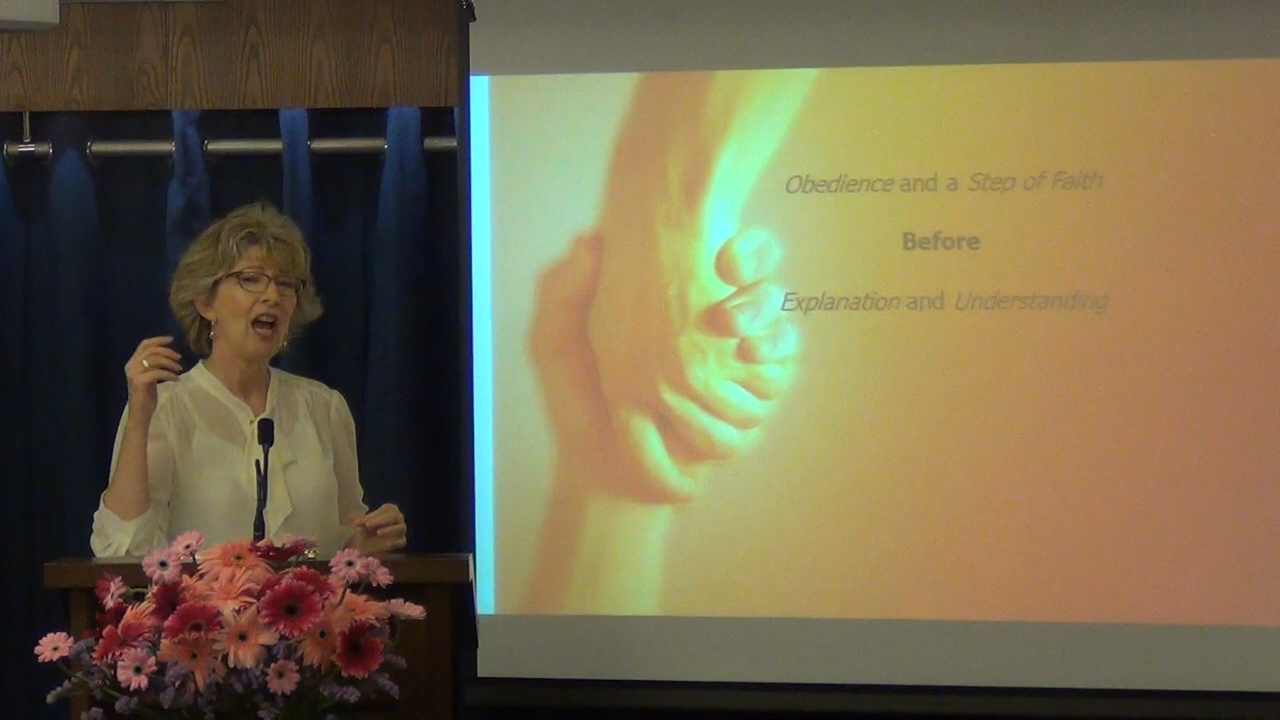 Obedience and a Step of Faith
Before
Explanation and Understanding